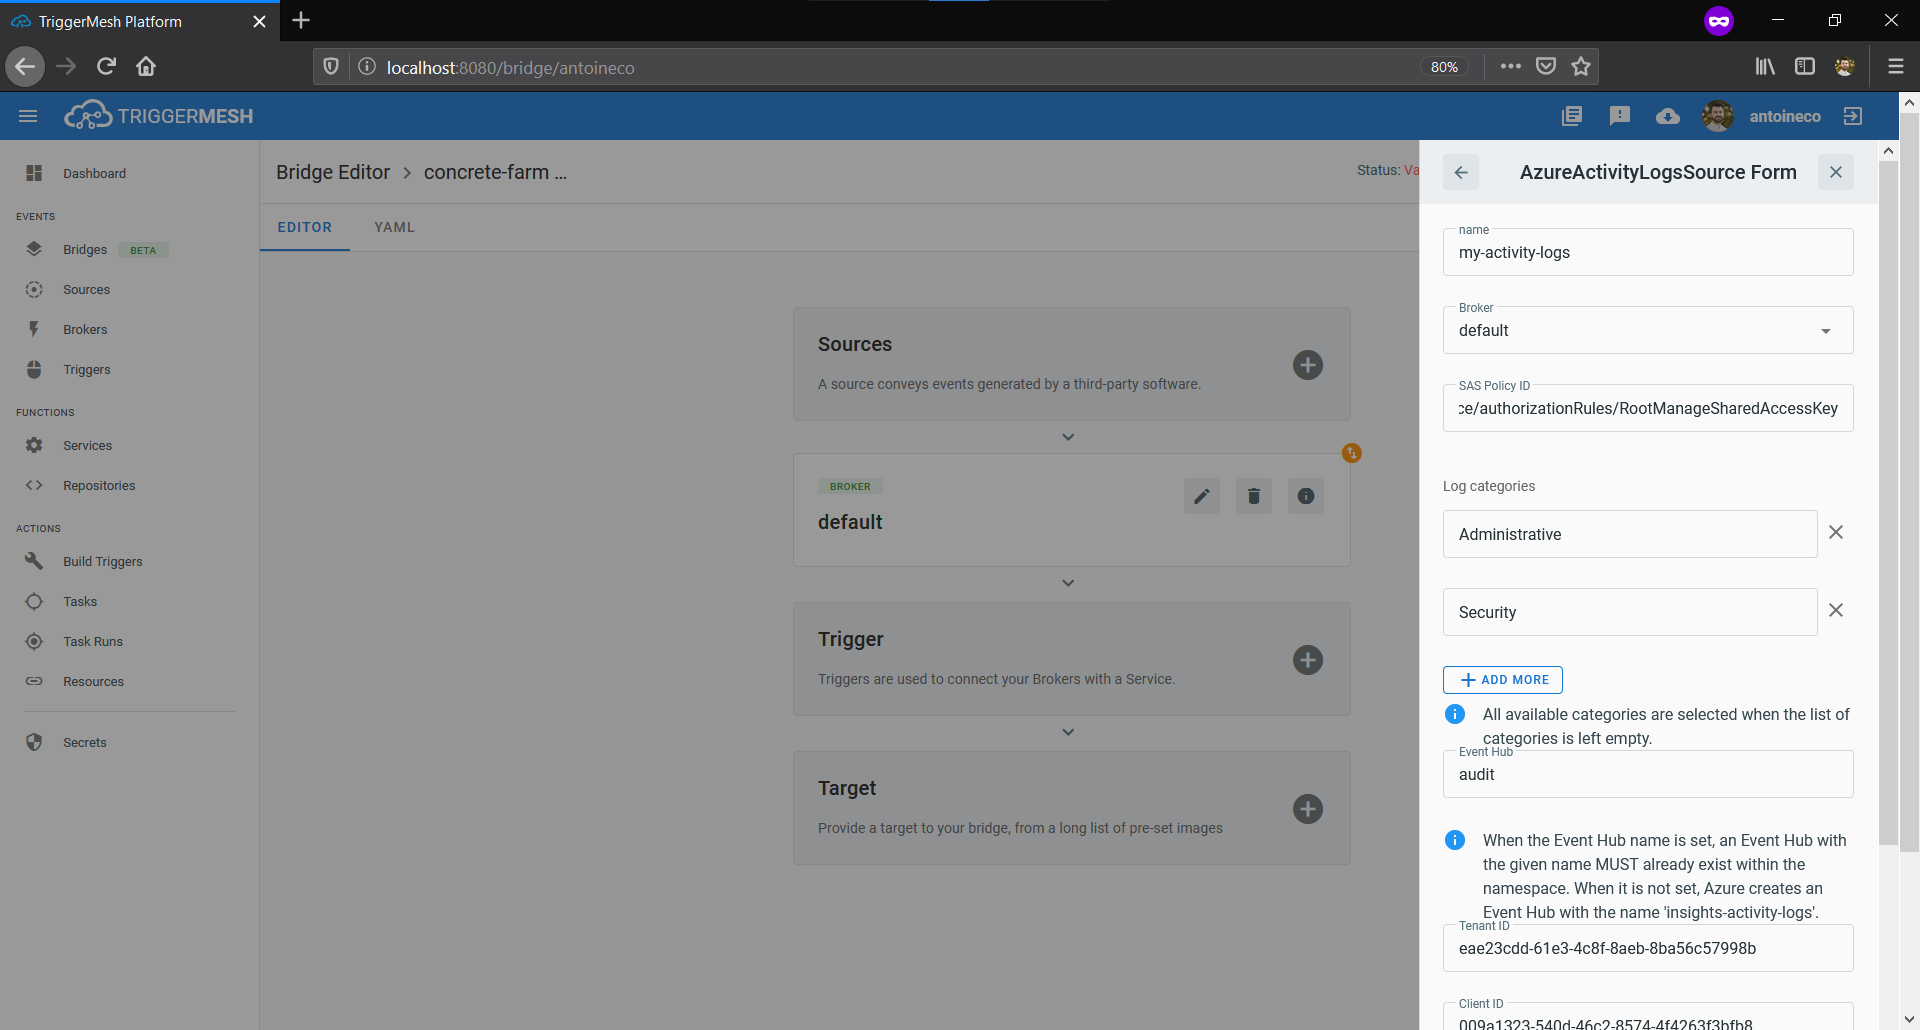 TriggerMesh Platform
localhost:8080/bridge/antoineco
80%
TRIGGERMESH
antoineco
Dashboard
EVENTS
Bridges BETA
Sources
Brokers
Triggers
FUNCTIONS
Services
Repositories
ACTIONS
Build Triggers
Tasks
Task Runs
Resources
Secrets
Bridge Editor > concrete-farm ...
Status: Va
EDITOR YAML
Sources
A source conveys events generated by a third-party software.
BROKER
default
Trigger
Triggers are used to connect your Brokers with a Service.
Target
Provide a target to your bridge, from a long list of pre-set images
AzureActivityLogsSource Form
name
my-activity-logs
Broker
default
SAS Policy ID
ce/authorizationRules/RootManageSharedAccessKey
Log categories
Administrative
Security
ADD MORE
All available categories are selected when the list of
categories is left empty.
Event Hub
audit
When the Event Hub name is set, an Event Hub with
the given name MUST already exist within the
namespace. When it is not set, Azure creates an
Event Hub with the name 'insights-activity-logs'.
Tenant ID
eae23cdd-61e3-4c8f-8aeb-8ba56c57998b
Client ID
009a1323-540d-46c2-8574-4f4263f3bfb8